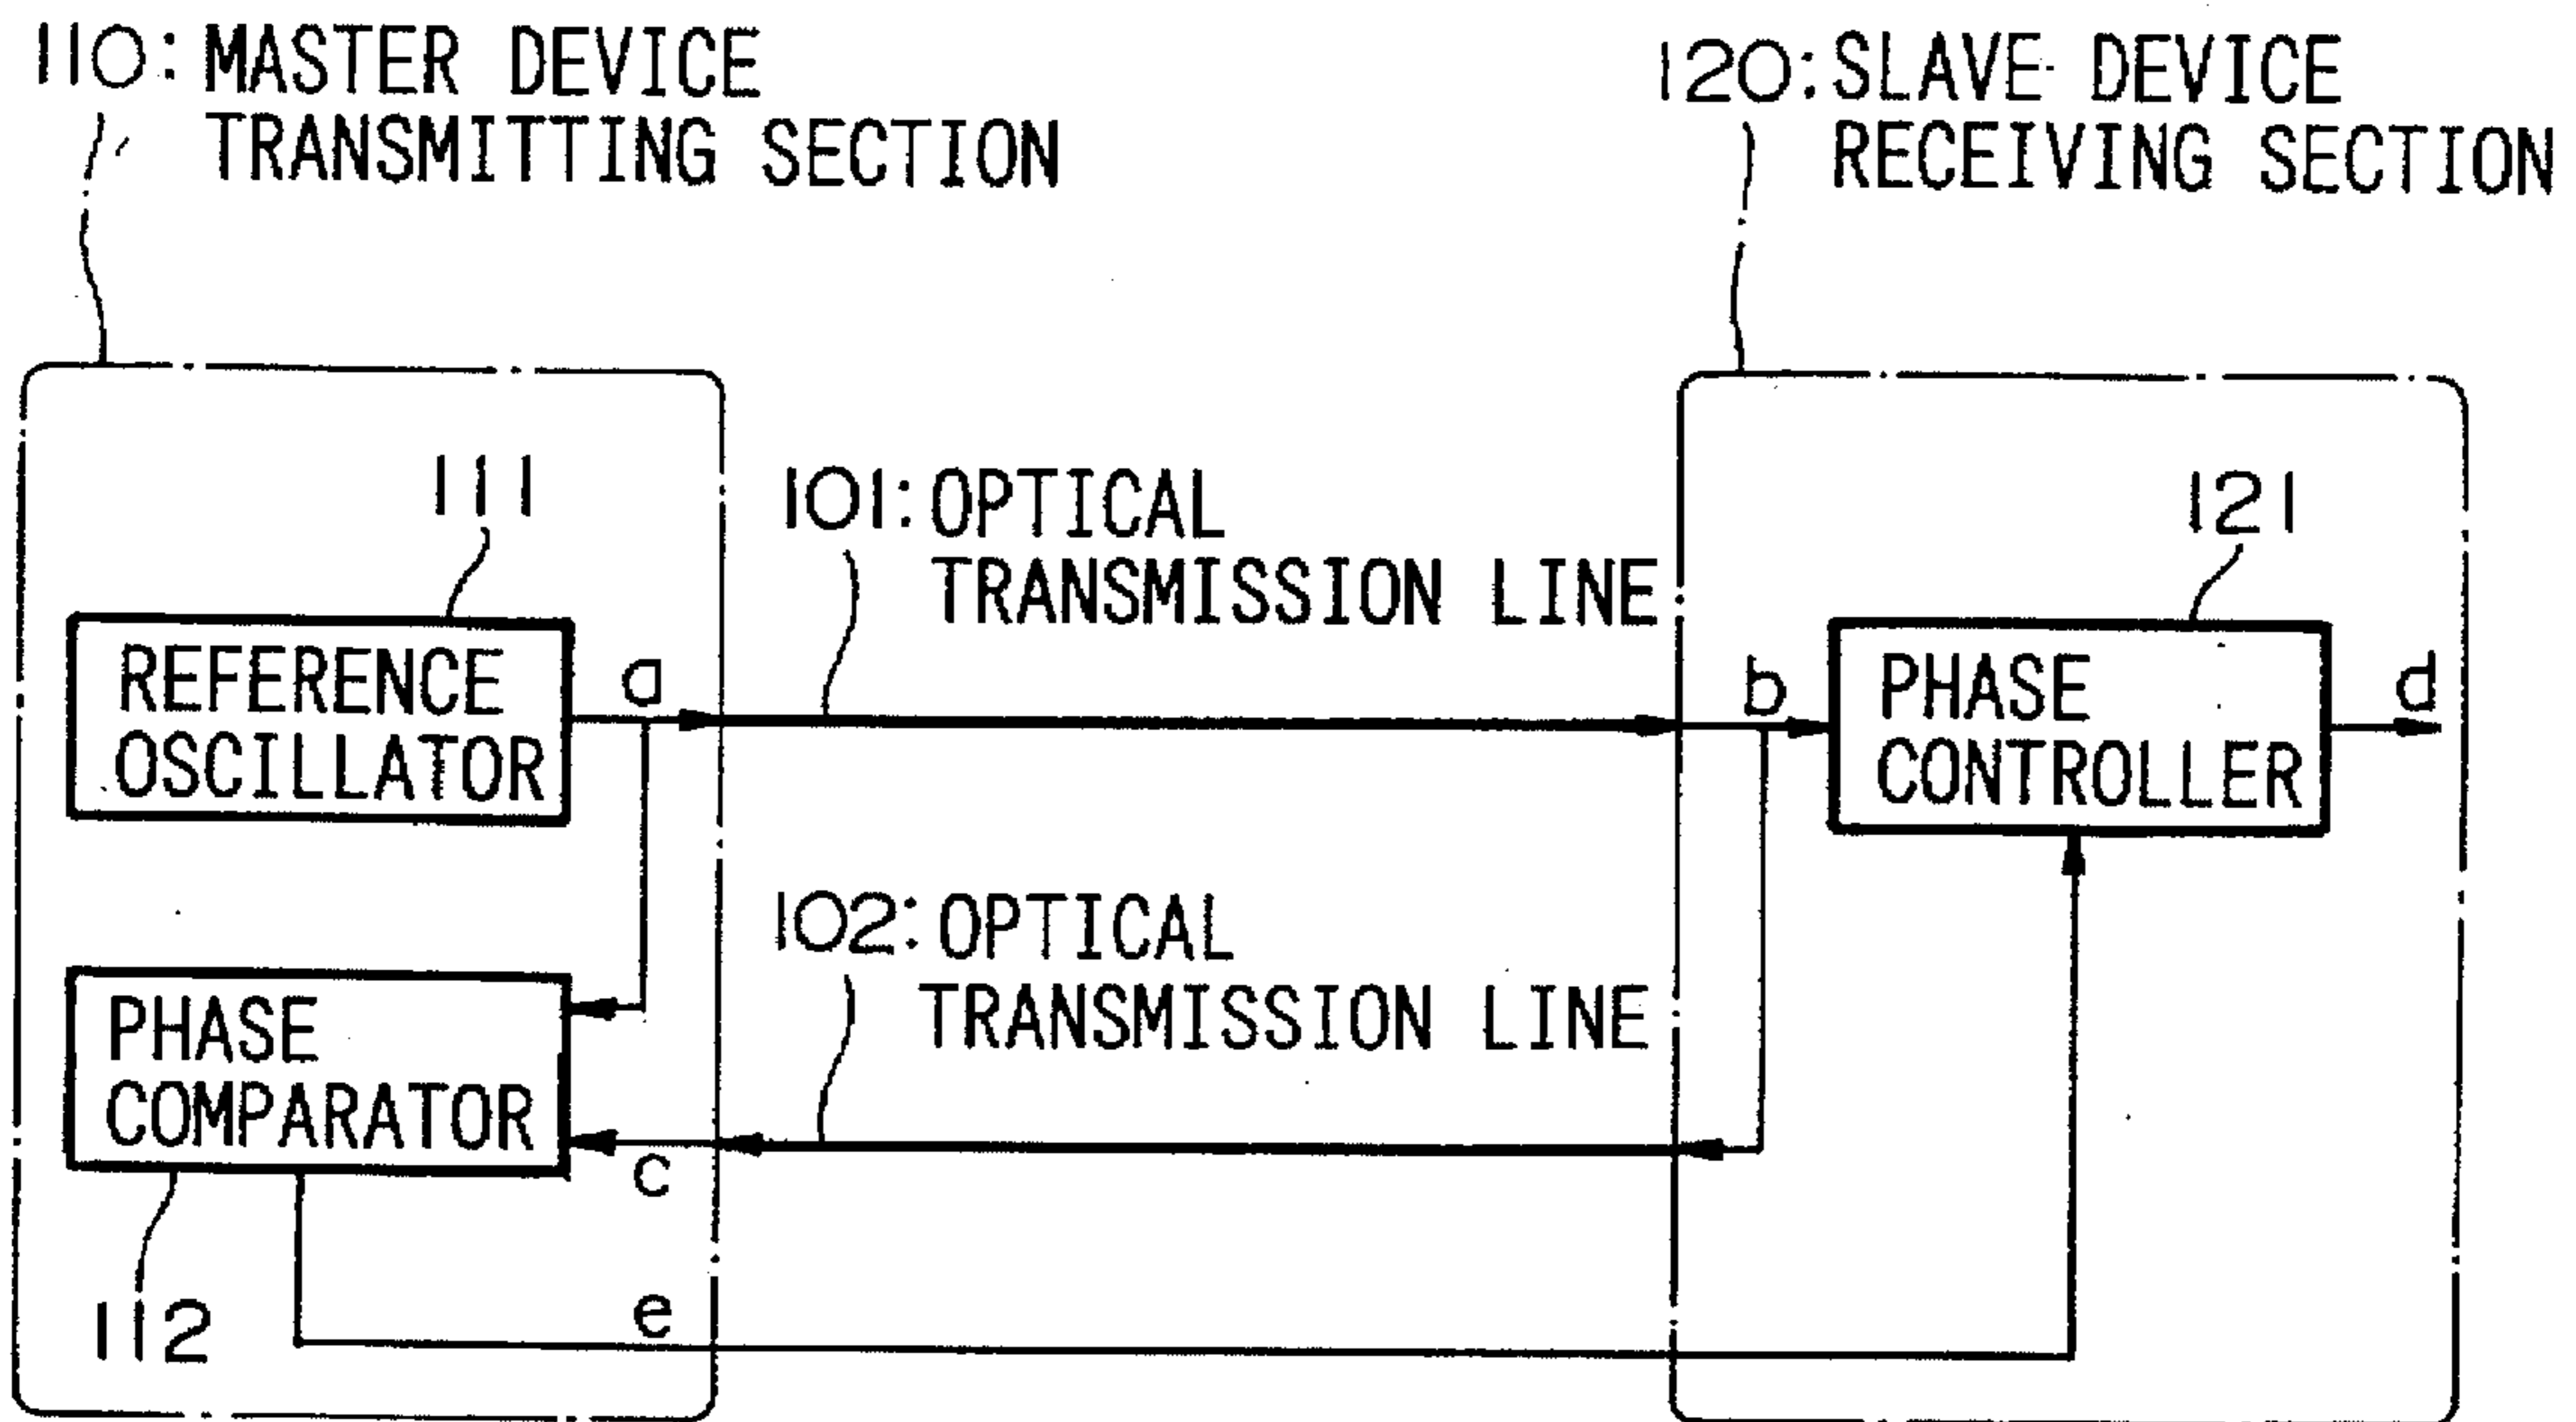 110: MASTER DEVICE
TRANSMITTING SECTION
120: SLAVE DEVICE
RECEIVING SECTION
111
101: OPTICAL
TRANSMISSION LINE
121
REFERENCE
OSCILLATOR
a
b
PHASE
CONTROLLER
d
102: OPTICAL
TRANSMISSION LINE
PHASE
COMPARATOR
c
112
e